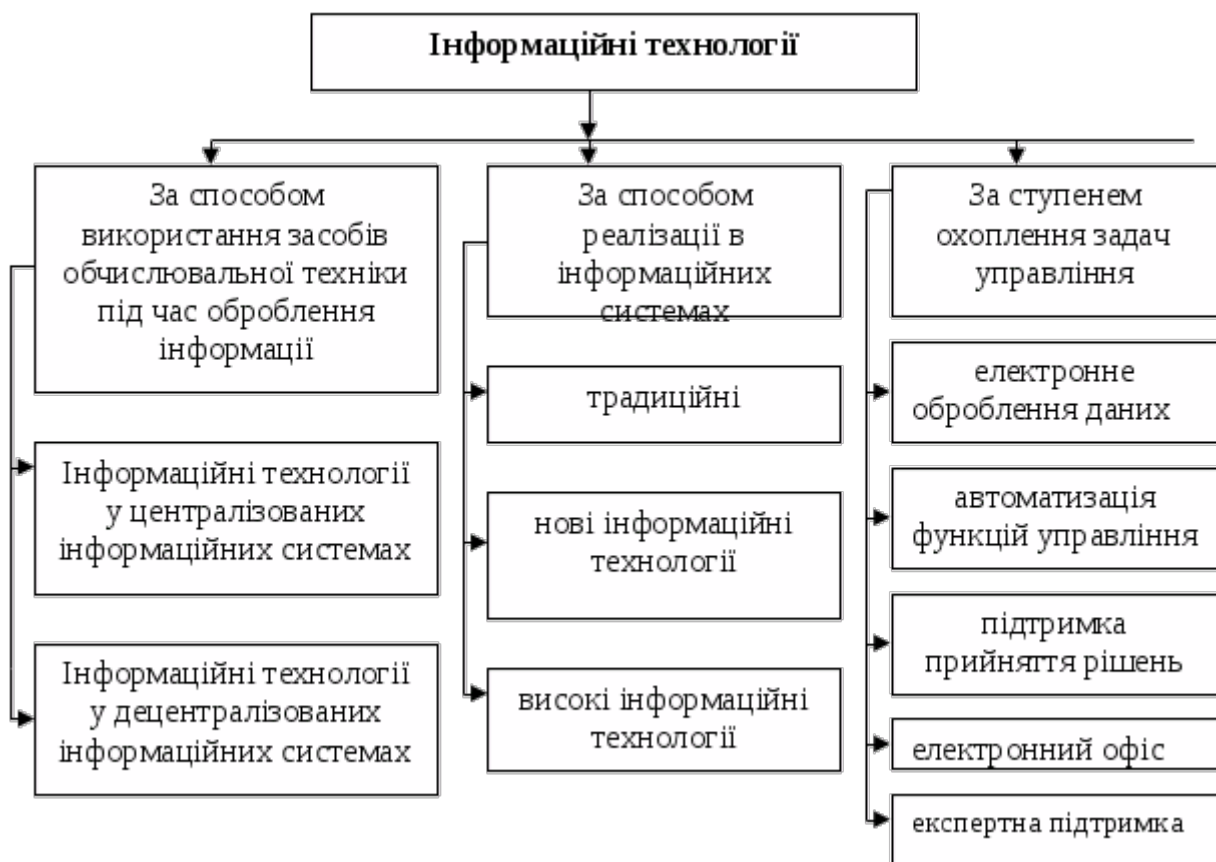 Інформаційні технології
За способом
використання засобів
обчислювальної техніки
під час оброблення
інформації
Інформаційні технології
у централізованих
інформаційних системах
Інформаційні технології
у децентралізованих
інформаційних системах
За способом
реалізації в
інформаційних
системах
традиційні
нові інформаційні
технології
високі інформаційні
технології
За ступенем
охоплення задач
управління
електронне
оброблення даних
автоматизація
функцій управління
підтримка
прийняття рішень
електронний офіс
експертна підтримка